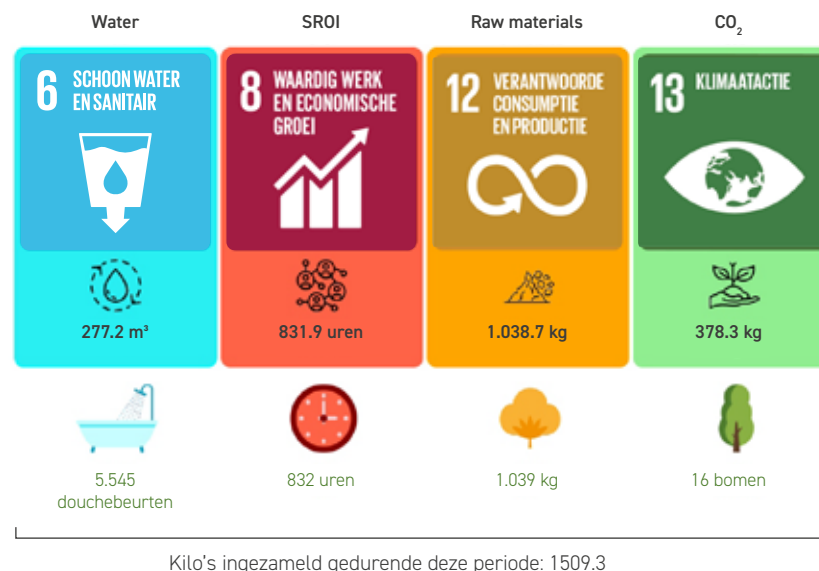 Water
SROI
Raw materials
CO₂
6 SCHOON WATER
EN SANITAIR
8 WAARDIG WERK
EN ECONOMISCHE
GROEI
12 VERANTWOORDE
CONSUMPTIE
EN PRODUCTIE
13 KLIMAATACTIE
277.2 m³
831.9 uren
1.038.7 kg
378.3 kg
5.545
douchebeurten
832 uren
1.039 kg
16 bomen
Kilo's ingezameld gedurende deze periode: 1509.3